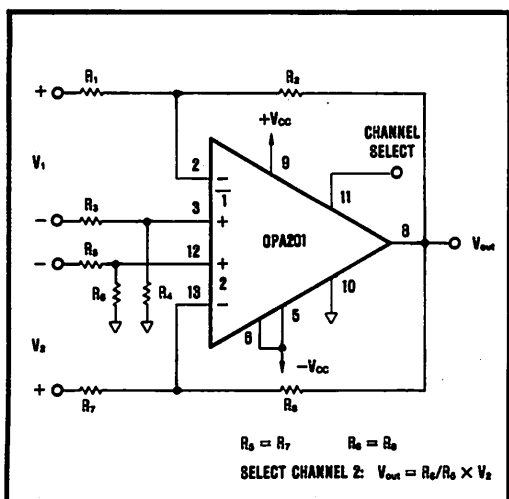 R₁
R₂
+
+Vcc
CHANNEL
SELECT
V₁
2
−
9
1
11
−
R₃
3
+
OPA201
8
Vout
−
R₅
12
+
R₆
R₄
13
2
−
10
6
5
V₂
−Vcc
+
R₇
R₈
R₅ = R₇ R₆ = R₈
SELECT CHANNEL 2: Vout = R₆/R₅ × V₂